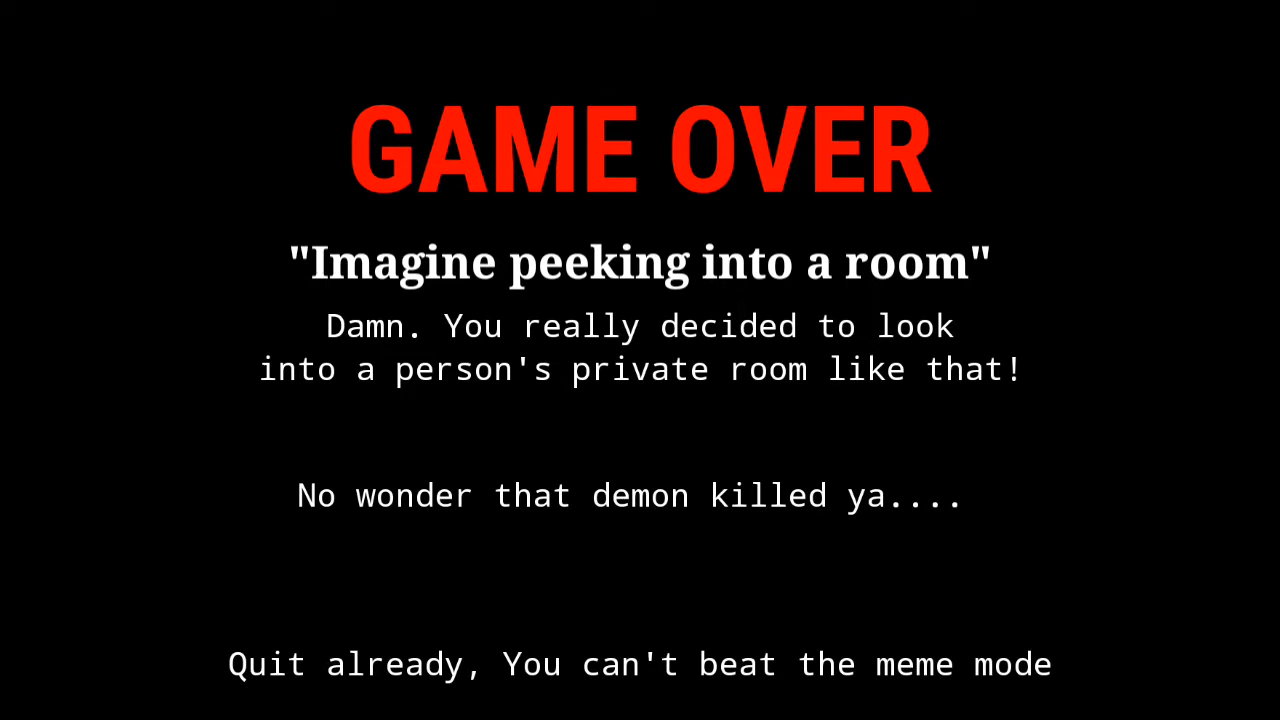 GAME OVER
"Imagine peeking into a room"
Damn. You really decided to look
into a person's private room like that!
No wonder that demon killed ya....
Quit already, You can't beat the meme mode